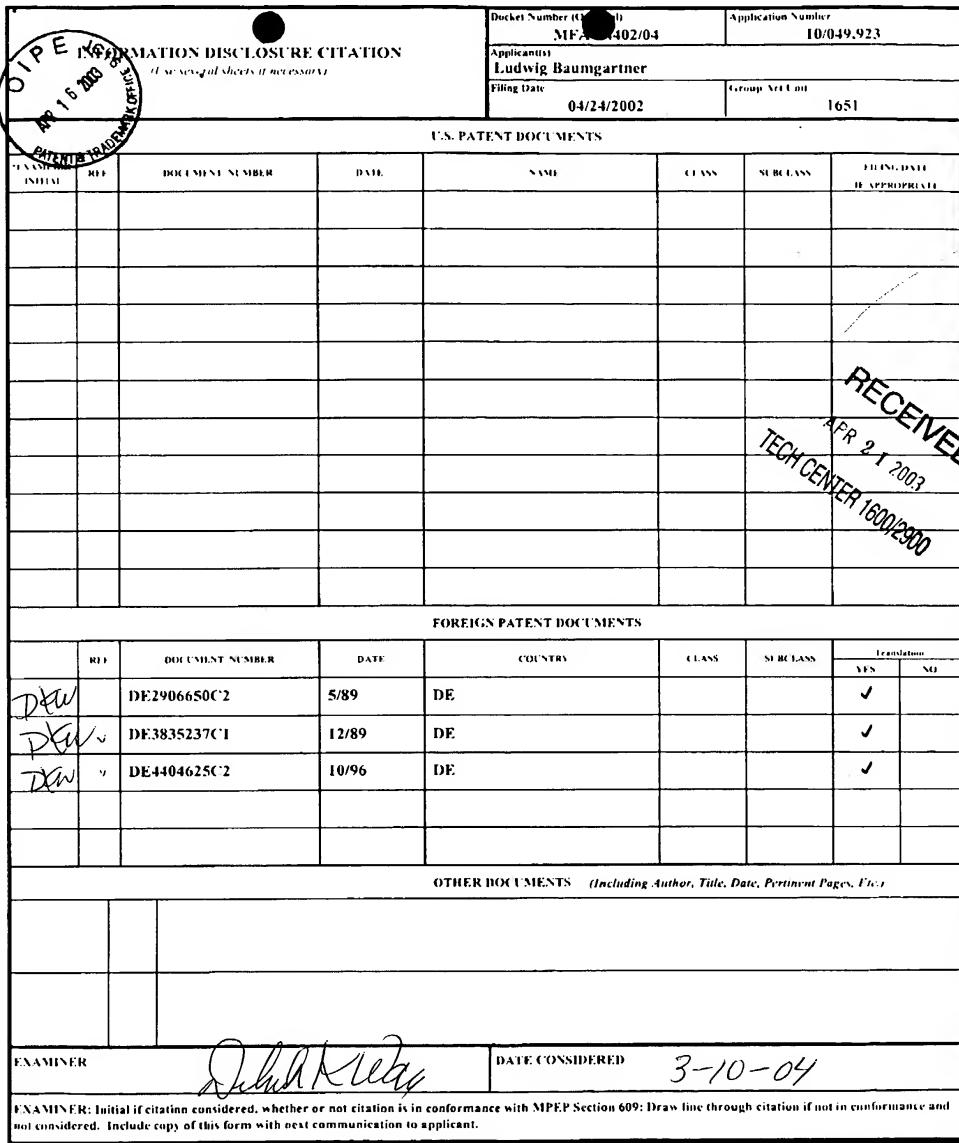 Docket Number
Application Number
MFA 402/04
10/049.923
INFORMATION DISCLOSURE CITATION
(Use several sheets if necessary)
Applicant(s)
Ludwig Baumgartner
Filing Date
Group Art Unit
04/24/2002
1651
OIPE
APR 16 2003
PATENT & TRADEMARK OFFICE
U.S. PATENT DOCUMENTS
INITIAL
REF
DOCUMENT NUMBER
DATE
NAME
CLASS
SUBCLASS
FILING DATE
IF APPROPRIATE
RECEIVED
APR 21 2003
TECH CENTER 1600/2900
FOREIGN PATENT DOCUMENTS
REF
DOCUMENT NUMBER
DATE
COUNTRY
CLASS
SUBCLASS
Translation
YES
NO
DKW DE2906650C2 5/89 DE ✓
DKW DE3835237C1 12/89 DE ✓
DKW DE4404625C2 10/96 DE ✓
OTHER DOCUMENTS (Including Author, Title, Date, Pertinent Pages, Etc.)
EXAMINER
DATE CONSIDERED 3-10-04
EXAMINER: Initial if citation considered, whether or not citation is in conformance with MPEP Section 609: Draw line through citation if not in conformance and
not considered. Include copy of this form with next communication to applicant.